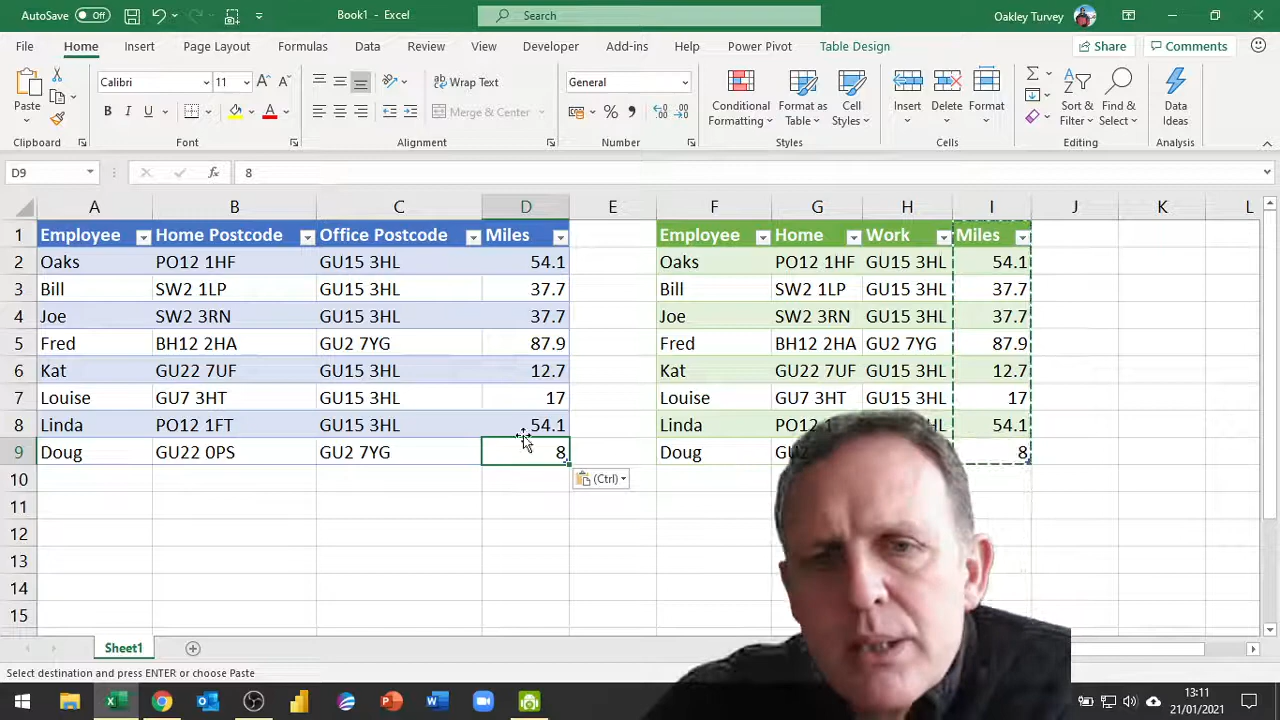 AutoSave Off Book1 - Excel Search Oakley Turvey
File Home Insert Page Layout Formulas Data Review View Developer Add-ins Help Power Pivot Table Design Share Comments
Paste Calibri 11 Wrap Text General Conditional Formatting Format as Table Cell Styles Insert Delete Format Sort & Filter Find & Select Data Ideas
B I U Merge & Center
Clipboard Font Alignment Number Styles Cells Editing Analysis
D9 fx 8
A B C D E F G H I J K L
1 Employee Home Postcode Office Postcode Miles Employee Home Work Miles
2 Oaks PO12 1HF GU15 3HL 54.1 Oaks PO12 1HF GU15 3HL 54.1
3 Bill SW2 1LP GU15 3HL 37.7 Bill SW2 1LP GU15 3HL 37.7
4 Joe SW2 3RN GU15 3HL 37.7 Joe SW2 3RN GU15 3HL 37.7
5 Fred BH12 2HA GU2 7YG 87.9 Fred BH12 2HA GU2 7YG 87.9
6 Kat GU22 7UF GU15 3HL 12.7 Kat GU22 7UF GU15 3HL 12.7
7 Louise GU7 3HT GU15 3HL 17 Louise GU7 3HT GU15 3HL 17
8 Linda PO12 1FT GU15 3HL 54.1 Linda PO12 HL 54.1
9 Doug GU22 0PS GU2 7YG 8 Doug 8
10 (Ctrl)
11
12
13
14
15
Sheet1
Select destination and press ENTER or choose Paste
13:11
21/01/2021